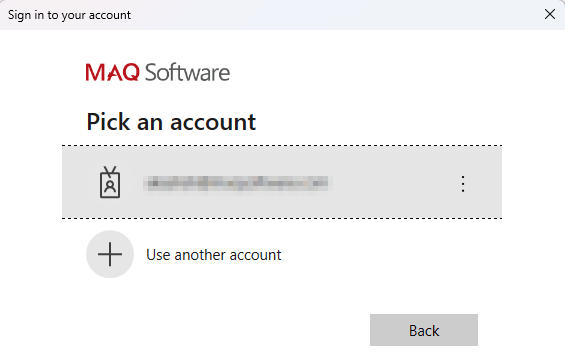 Sign in to your account
MAQ Software
Pick an account
Use another account
Back